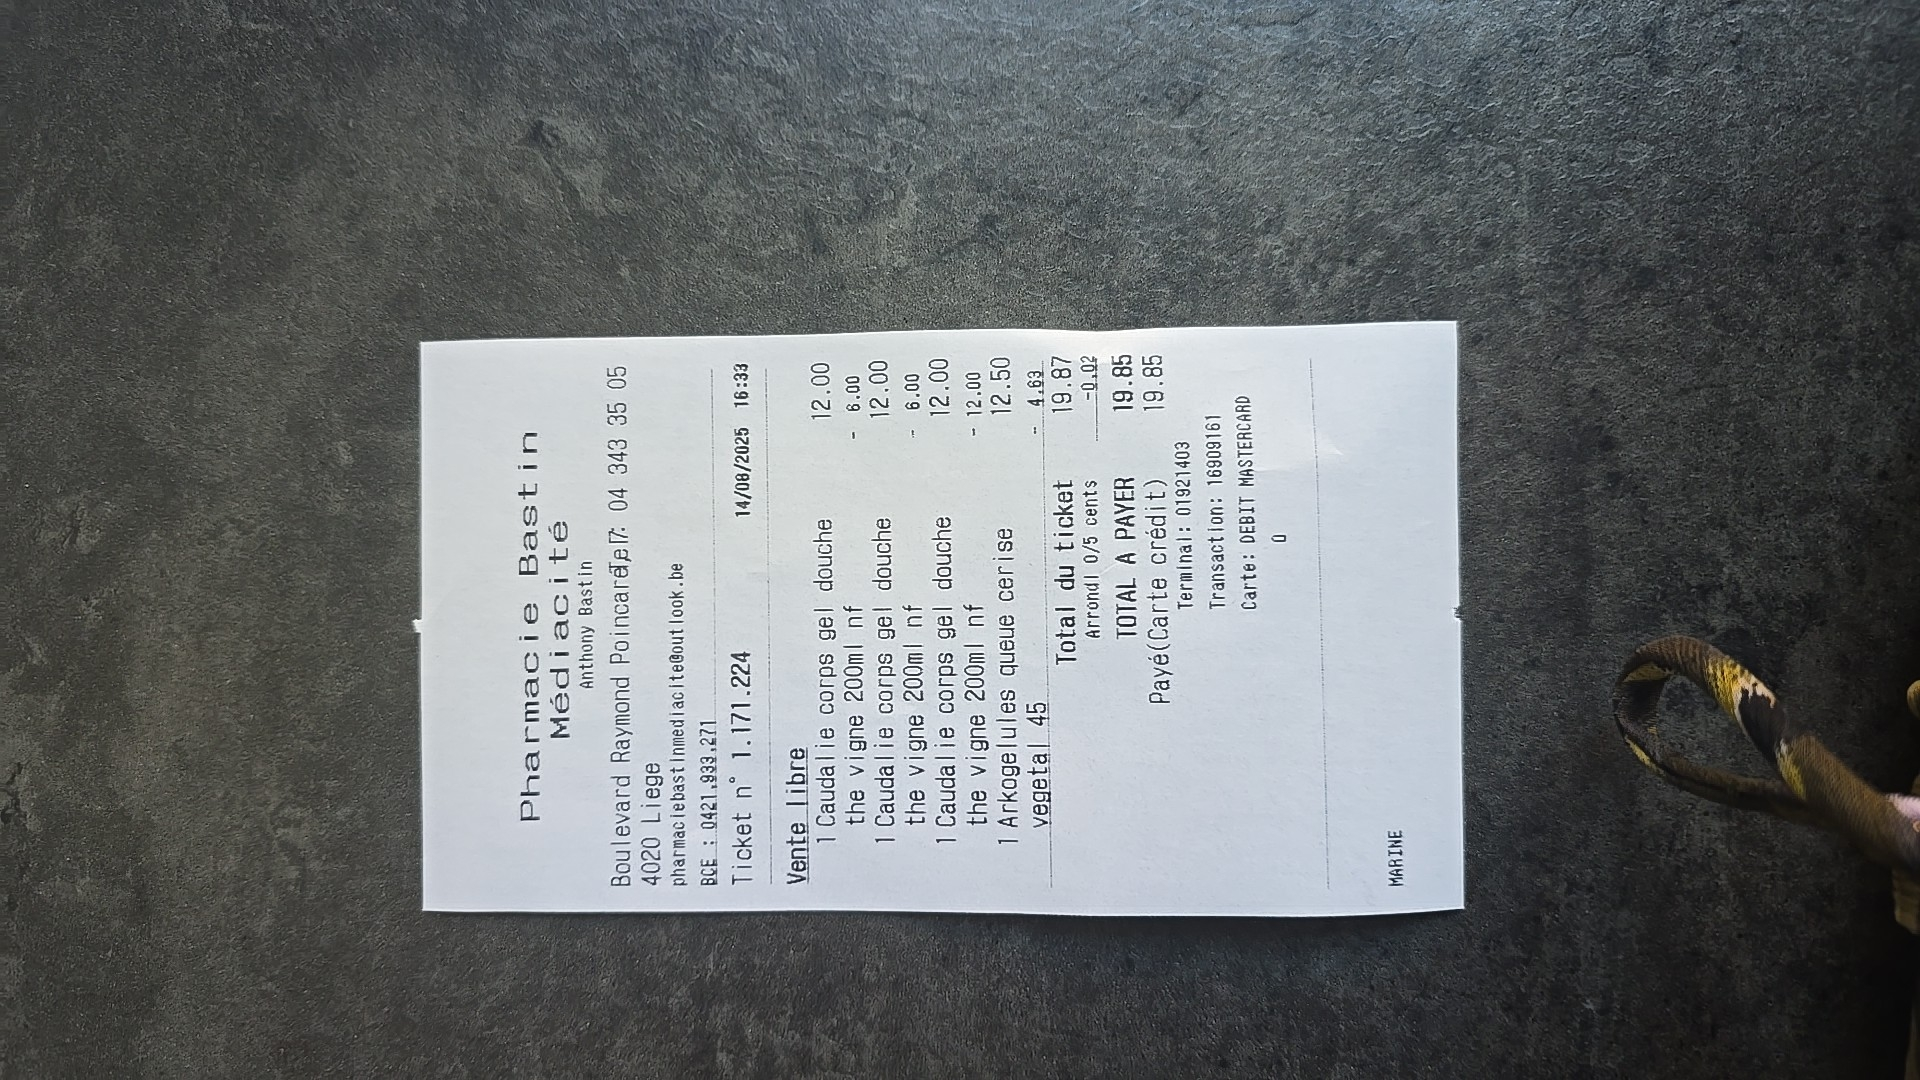 Pharmacie Bastin
Médiacité
Anthony Bastin
Boulevard Raymond Poincaré,7 Tel: 04 343 35 05
4020 Liege
pharmaciebastinmediacite@outlook.be
BCE : 0421.933.271
Ticket n° 1.171.224 14/08/2025 16:33
Vente libre
1 Caudalie corps gel douche 12.00
the vigne 200ml nf - 6.00
1 Caudalie corps gel douche 12.00
the vigne 200ml nf - 6.00
1 Caudalie corps gel douche 12.00
the vigne 200ml nf - 12.00
1 Arkogelules queue cerise 12.50
vegetal 45 - 4.63
Total du ticket 19.87
Arrondi 0/5 cents -0.02
TOTAL A PAYER 19.85
Payé(Carte crédit) 19.85
Terminal: 01921403
Transaction: 16909161
Carte: DEBIT MASTERCARD
0
MARINE